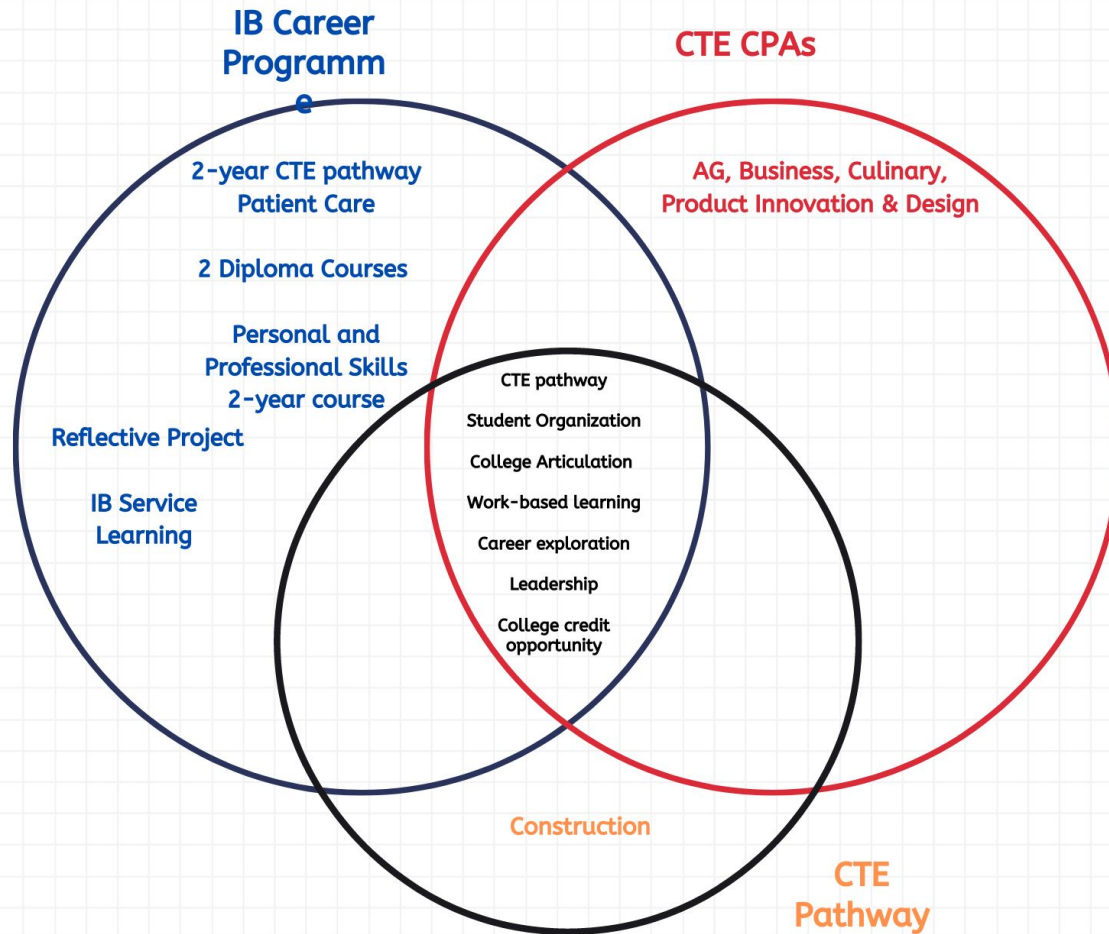 IB Career
Programm
e
CTE CPAs
2-year CTE pathway
Patient Care
2 Diploma Courses
Personal and
Professional Skills
2-year course
Reflective Project
IB Service
Learning
AG, Business, Culinary,
Product Innovation & Design
CTE pathway
Student Organization
College Articulation
Work-based learning
Career exploration
Leadership
College credit
opportunity
Construction
CTE
Pathway